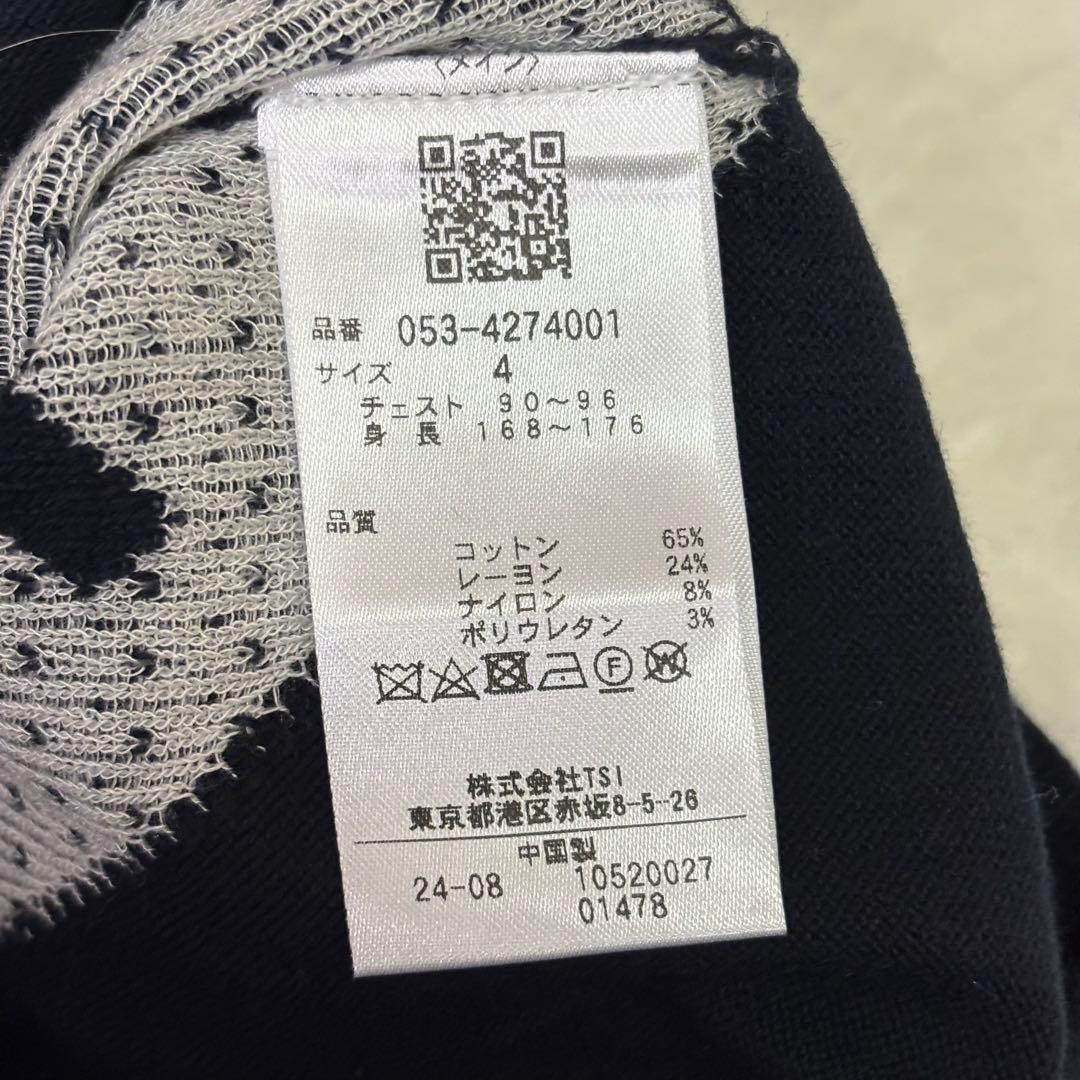 〈メイン〉
品番 053-4274001
サイズ 4
チェスト 90～96
身長 168～176
品質
コットン 65%
レーヨン 24%
ナイロン 8%
ポリウレタン 3%
F W
株式会社TSI
東京都港区赤坂8-5-26
中国製
24-08 10520027
01478